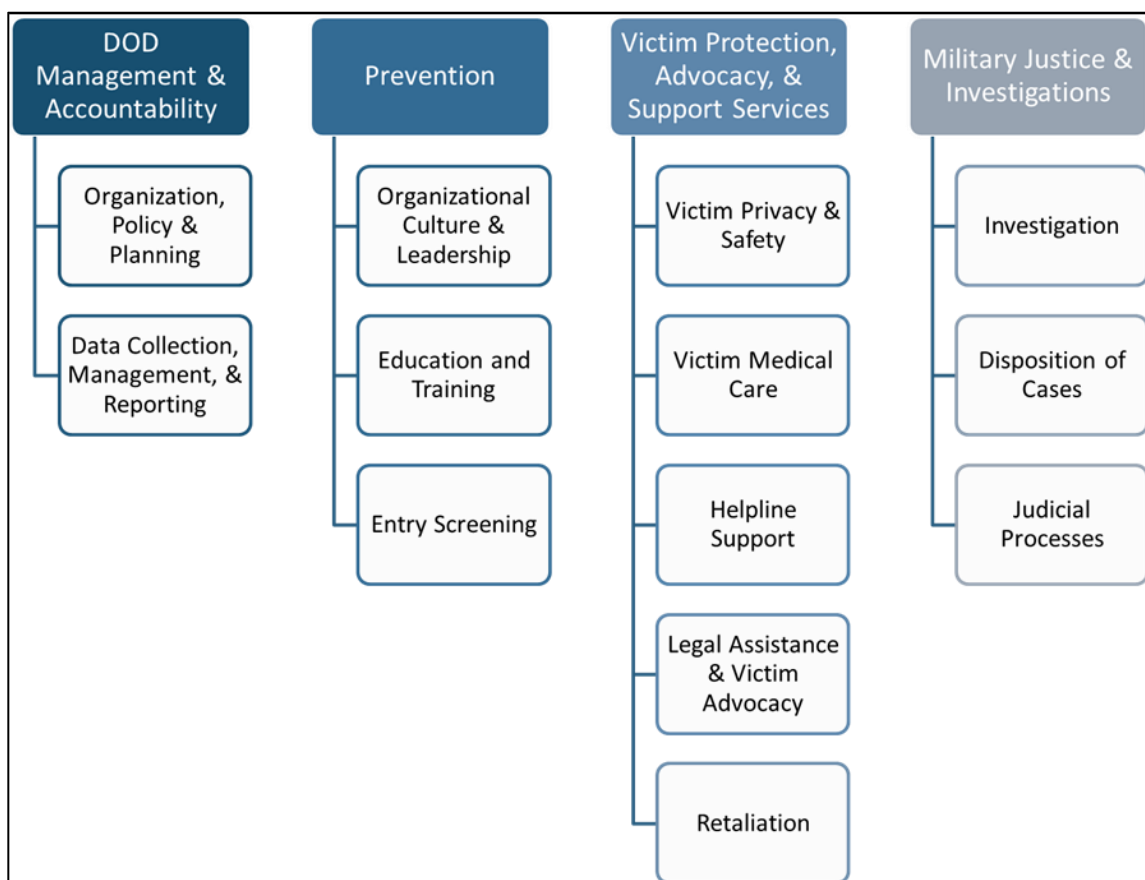 DOD
Management &
Accountability
Organization,
Policy &
Planning
Data Collection,
Management, &
Reporting
Prevention
Organizational
Culture &
Leadership
Education and
Training
Entry Screening
Victim Protection,
Advocacy, &
Support Services
Victim Privacy &
Safety
Victim Medical
Care
Helpline
Support
Legal Assistance
& Victim
Advocacy
Retaliation
Military Justice &
Investigations
Investigation
Disposition of
Cases
Judicial
Processes